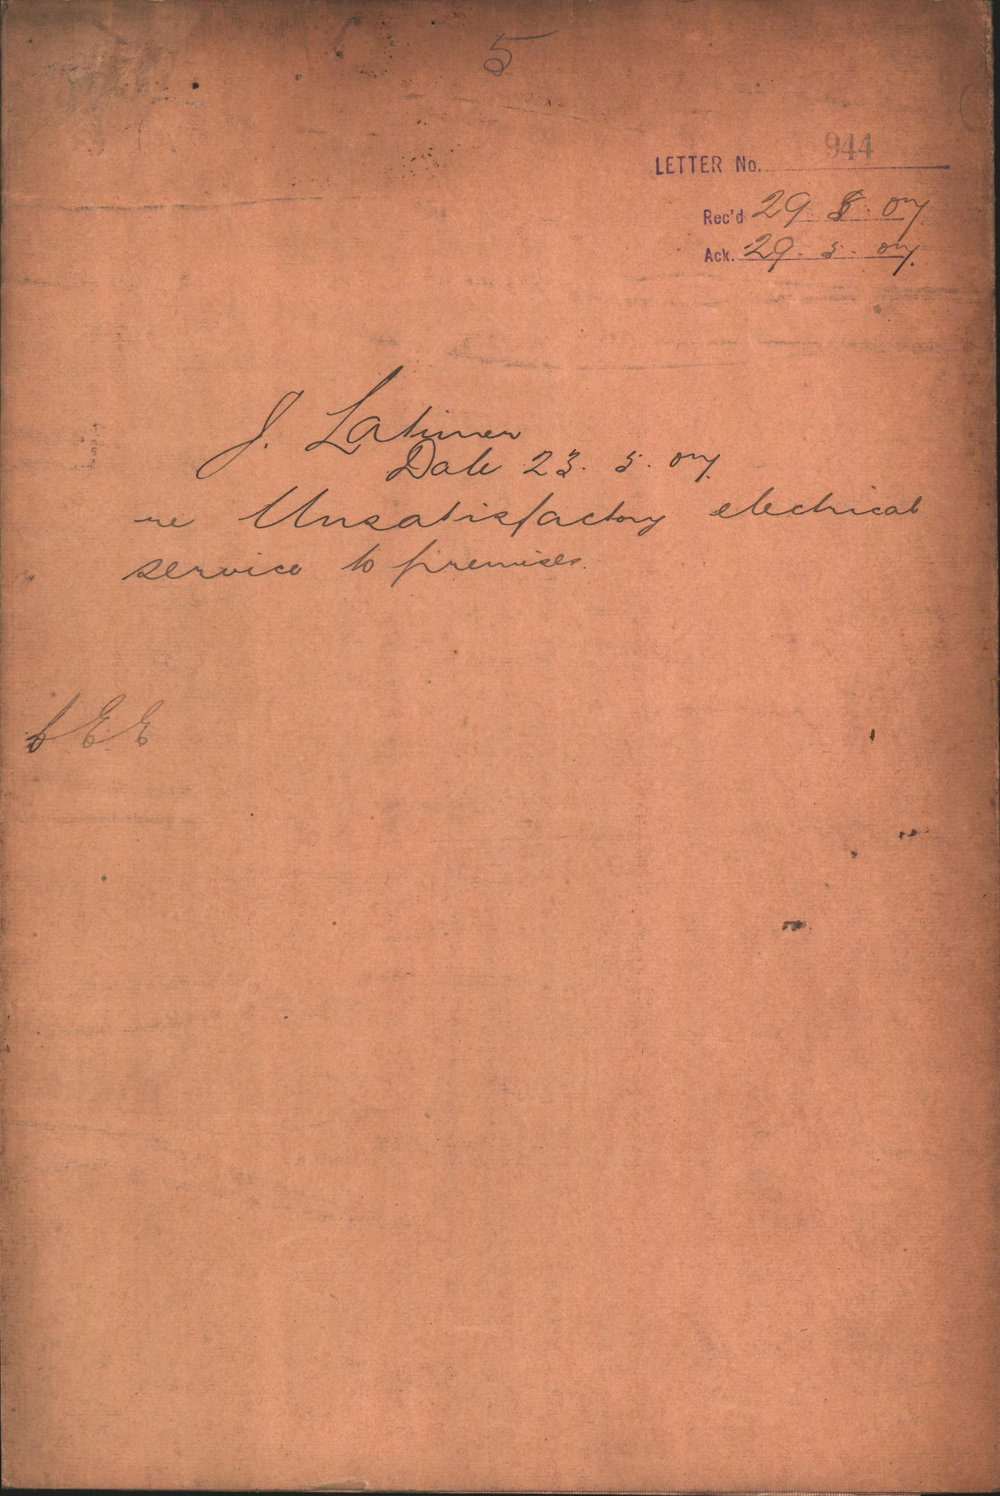 5
LETTER No. 944
Rec'd 29. 5. 07
Ack. 29. 5. 07.
J. Latimer
Date 23. 5. 07
re Unsatisfactory electrical
service to premises.
C E E